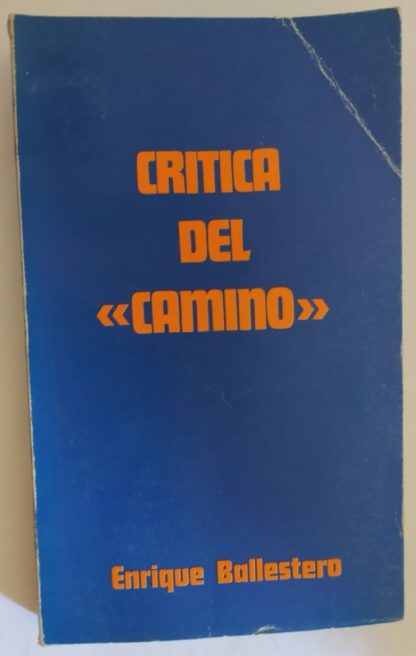 CRITICA
DEL
«CAMINO»
Enrique Ballestero